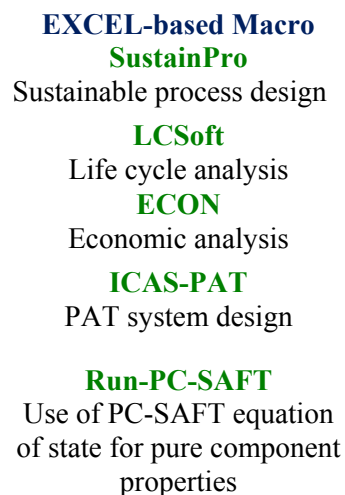 EXCEL-based Macro
SustainPro
Sustainable process design
LCSoft
Life cycle analysis
ECON
Economic analysis
ICAS-PAT
PAT system design
Run-PC-SAFT
Use of PC-SAFT equation
of state for pure component
properties